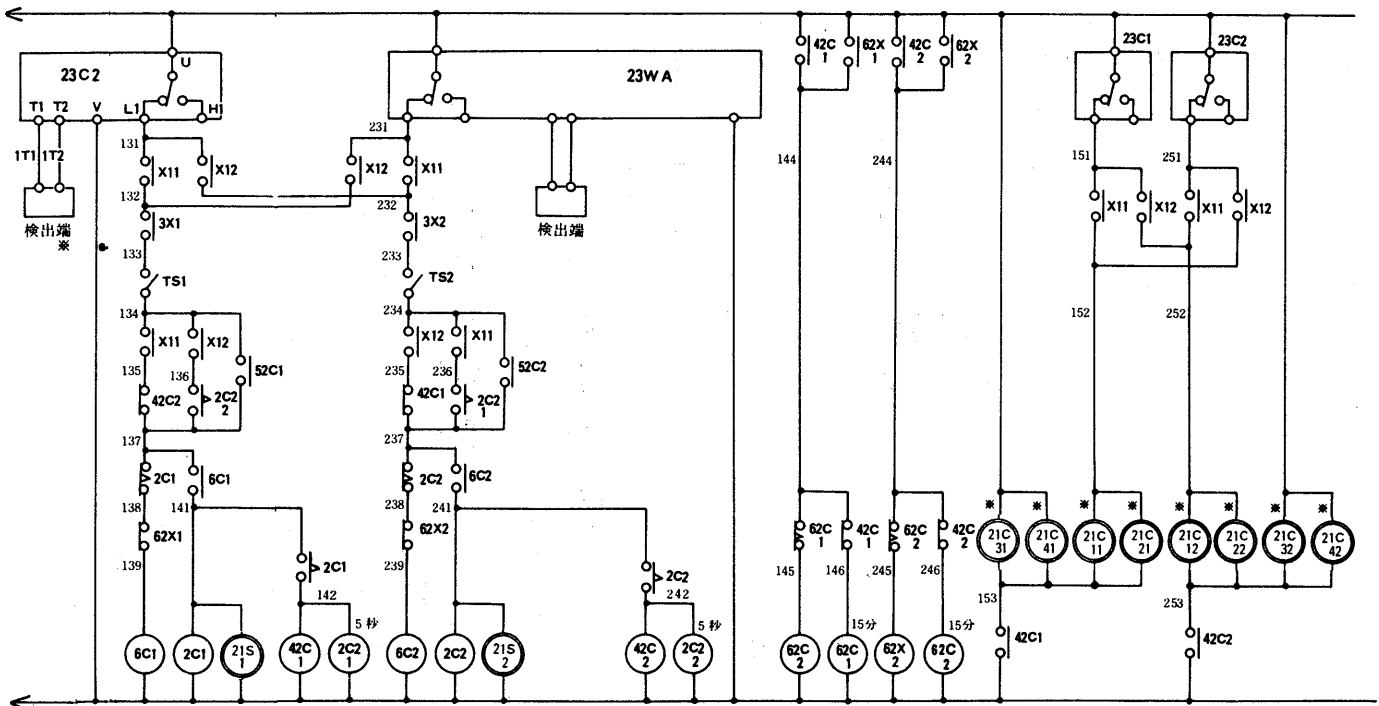 23C2
U
T1 T2 V L1 H1
23WA
42C
1
62X
1
42C
2
62X
2
23C1
23C2
131
231
1T1
1T2
X11
X12
X12
X11
144
244
151
251
132
232
検出端
※
検出端
3X1
3X2
X11
X12
X11
X12
133
233
TS1
TS2
134
234
152
252
X11
X12
X12
X11
135
136
52C1
235
236
52C2
42C2
2C2
2
42C1
2C2
1
137
237
2C1
6C1
2C2
6C2
138
141
238
241
62X1
62X2
139
239
2C1
142
2C2
242
5秒
5秒
62C
1
42C
1
62C
2
42C
2
145
146
245
246
15分
15分
※ ※ ※ ※ ※ ※ ※
21C
31
21C
41
21C
11
21C
21
21C
12
21C
22
21C
32
21C
42
153
253
42C1
42C2
6C1
2C1
21S
1
42C
1
2C2
1
6C2
2C2
21S
2
42C
2
2C2
2
62C
2
62C
1
62X
2
62C
2